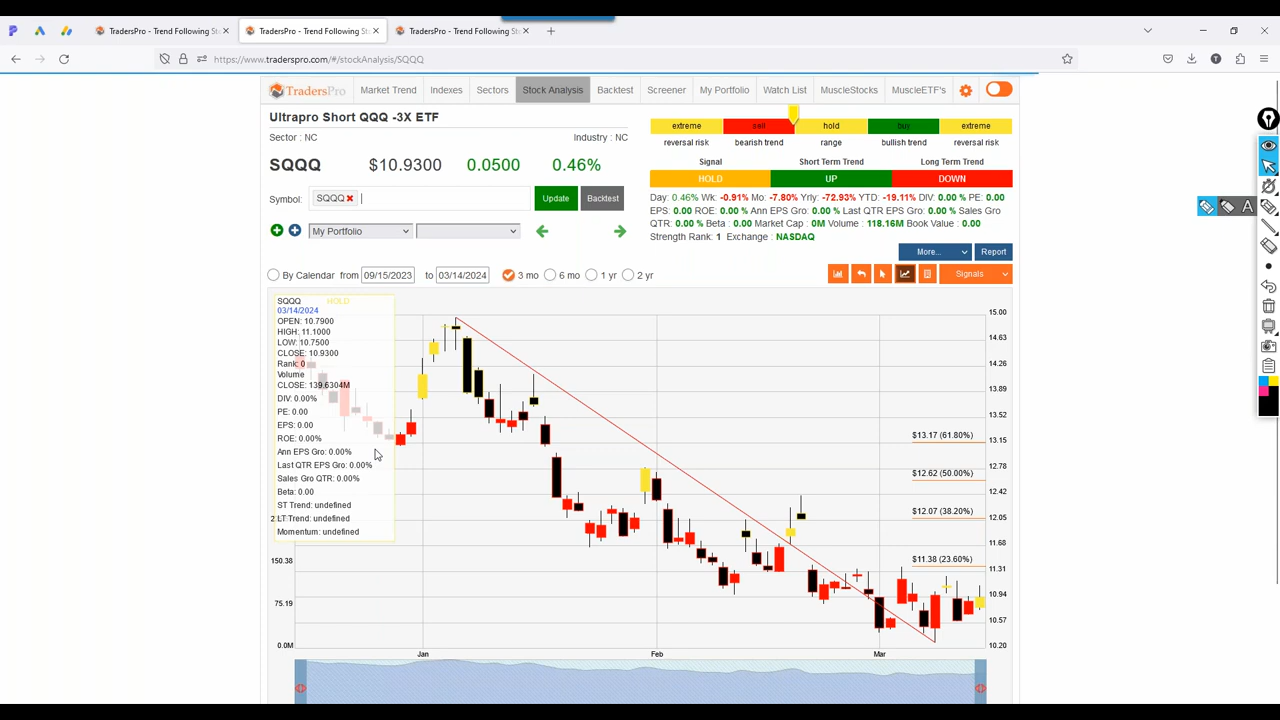 TradersPro - Trend Following St
TradersPro - Trend Following St
TradersPro - Trend Following St
https://www.traderspro.com/#/stockAnalysis/SQQQ
TradersPro Market Trend Indexes Sectors Stock Analysis Backtest Screener My Portfolio Watch List MuscleStocks MuscleETF's
Ultrapro Short QQQ -3X ETF
Sector : NC Industry : NC
SQQQ $10.9300 0.0500 0.46%
Symbol: SQQQ Update Backtest
My Portfolio
extreme sell hold buy extreme
reversal risk bearish trend range bullish trend reversal risk
Signal Short Term Trend Long Term Trend
HOLD UP DOWN
Day: 0.46% Wk: -0.91% Mo: -7.80% Yrly: -72.93% YTD: -19.11% DIV: 0.00 % PE: 0.00
EPS: 0.00 ROE: 0.00 % Ann EPS Gro: 0.00 % Last QTR EPS Gro: 0.00 % Sales Gro
QTR: 0.00 % Beta : 0.00 Market Cap : 0M Volume : 118.16M Book Value : 0.00
Strength Rank: 1 Exchange : NASDAQ
More... Report
By Calendar from 09/15/2023 to 03/14/2024 3 mo 6 mo 1 yr 2 yr Signals
SQQQ HOLD
03/14/2024
OPEN: 10.7900
HIGH: 11.1000
LOW: 10.7500
CLOSE: 10.9300
Rank: 0
Volume
CLOSE: 139.6304M
DIV: 0.00%
PE: 0.00
EPS: 0.00
ROE: 0.00%
Ann EPS Gro: 0.00%
Last QTR EPS Gro: 0.00%
Sales Gro QTR: 0.00%
Beta: 0.00
ST Trend: undefined
LT Trend: undefined
Momentum: undefined
150.38
75.19
0.0M
$13.17 (61.80%)
$12.62 (50.00%)
$12.07 (38.20%)
$11.38 (23.60%)
15.00
14.63
14.26
13.89
13.52
13.15
12.78
12.42
12.05
11.68
11.31
10.94
10.57
10.20
Jan Feb Mar
A
T